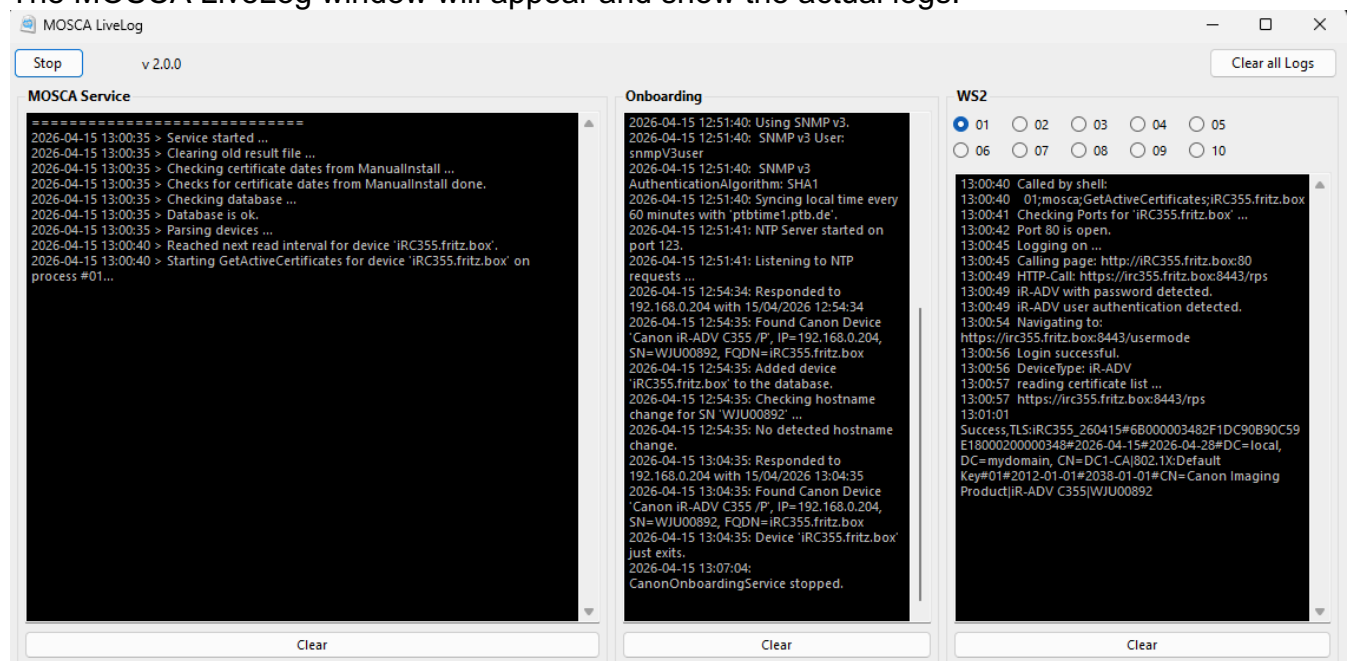 The MOSCA LiveLog window will appear and show the actual logs.
MOSCA LiveLog
Stop
v 2.0.0
Clear all Logs
MOSCA Service
==============================
2026-04-15 13:00:35 > Service started ...
2026-04-15 13:00:35 > Clearing old result file ...
2026-04-15 13:00:35 > Checking certificate dates from ManualInstall ...
2026-04-15 13:00:35 > Checks for certificate dates from ManualInstall done.
2026-04-15 13:00:35 > Checking database ...
2026-04-15 13:00:35 > Database is ok.
2026-04-15 13:00:35 > Parsing devices ...
2026-04-15 13:00:40 > Reached next read interval for device 'iRC355.fritz.box'.
2026-04-15 13:00:40 > Starting GetActiveCertificates for device 'iRC355.fritz.box' on
process #01...
Clear
Onboarding
2026-04-15 12:51:40: Using SNMP v3.
2026-04-15 12:51:40:  SNMP v3 User:
snmpV3user
2026-04-15 12:51:40:  SNMP v3
AuthenticationAlgorithm: SHA1
2026-04-15 12:51:40: Syncing local time every
60 minutes with 'ptbtime1.ptb.de'.
2026-04-15 12:51:41: NTP Server started on
port 123.
2026-04-15 12:51:41: Listening to NTP
requests ...
2026-04-15 12:54:34: Responded to
192.168.0.204 with 15/04/2026 12:54:34
2026-04-15 12:54:35: Found Canon Device
'Canon iR-ADV C355 /P', IP=192.168.0.204,
SN=WJU00892, FQDN=iRC355.fritz.box
2026-04-15 12:54:35: Added device
'iRC355.fritz.box' to the database.
2026-04-15 12:54:35: Checking hostname
change for SN 'WJU00892' ...
2026-04-15 12:54:35: No detected hostname
change.
2026-04-15 13:04:35: Responded to
192.168.0.204 with 15/04/2026 13:04:35
2026-04-15 13:04:35: Found Canon Device
'Canon iR-ADV C355 /P', IP=192.168.0.204,
SN=WJU00892, FQDN=iRC355.fritz.box
2026-04-15 13:04:35: Device 'iRC355.fritz.box'
just exits.
2026-04-15 13:07:04:
CanonOnboardingService stopped.
Clear
WS2
01 02 03 04 05
06 07 08 09 10
13:00:40  Called by shell:
13:00:40    01;mosca;GetActiveCertificates;iRC355.fritz.box
13:00:41  Checking Ports for 'iRC355.fritz.box' ...
13:00:42  Port 80 is open.
13:00:45  Logging on ...
13:00:45  Calling page: http://iRC355.fritz.box:80
13:00:49  HTTP-Call: https://irc355.fritz.box:8443/rps
13:00:49  iR-ADV with password detected.
13:00:49  iR-ADV user authentication detected.
13:00:54  Navigating to:
https://irc355.fritz.box:8443/usermode
13:00:56  Login successful.
13:00:56  DeviceType: iR-ADV
13:00:57  reading certificate list ...
13:00:57  https://irc355.fritz.box:8443/rps
13:01:01
Success,TLS:iRC355_260415#6B000003482F1DC90B90C59
E18000200000348#2026-04-15#2026-04-28#DC=local,
DC=mydomain, CN=DC1-CA|802.1X:Default
Key#01#2012-01-01#2038-01-01#CN=Canon Imaging
Product|iR-ADV C355|WJU00892
Clear